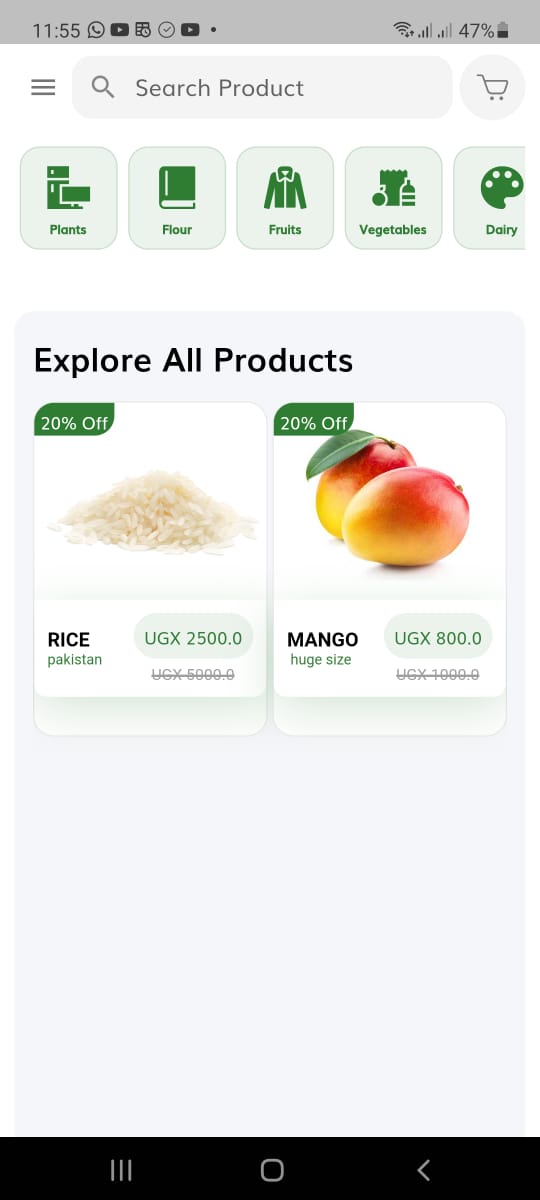 11:55 47%
Search Product
Plants Flour Fruits Vegetables Dairy
Explore All Products
20% Off 20% Off
RICE UGX 2500.0 MANGO UGX 800.0
pakistan UGX 5000.0 huge size UGX 1000.0